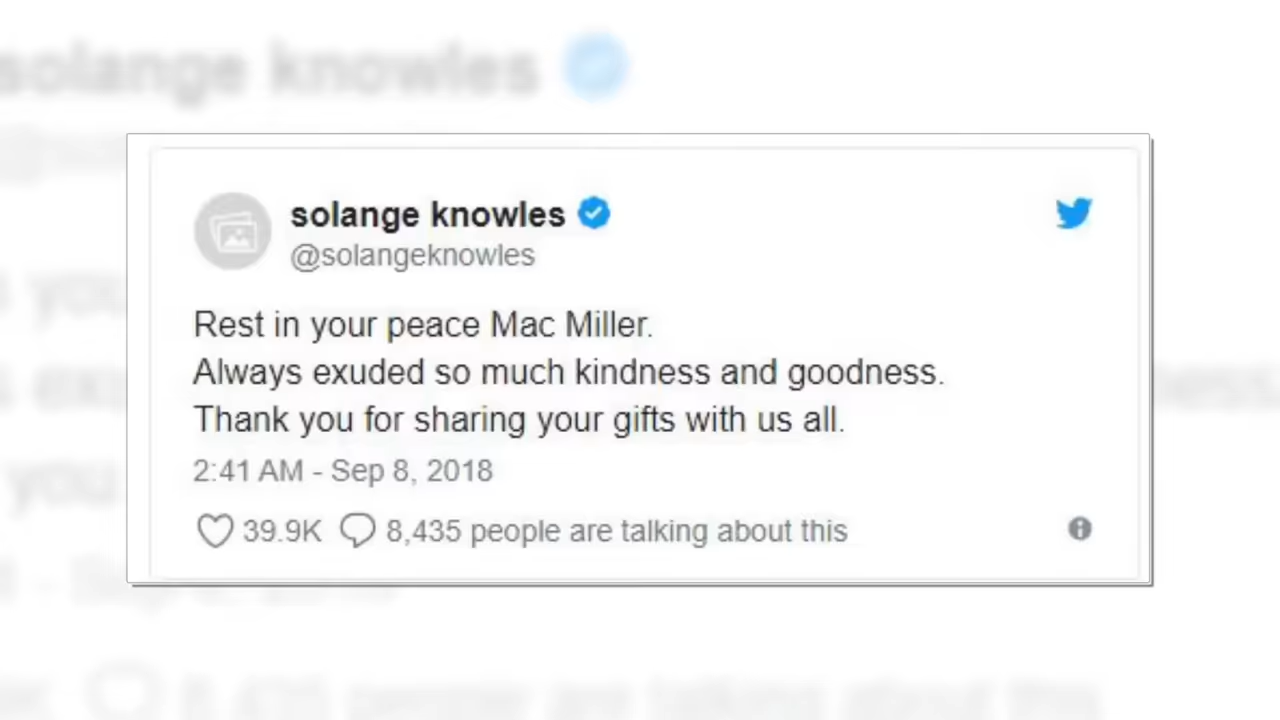 solange knowles
@solangeknowles
Rest in your peace Mac Miller.
Always exuded so much kindness and goodness.
Thank you for sharing your gifts with us all.
2:41 AM - Sep 8, 2018
39.9K 8,435 people are talking about this